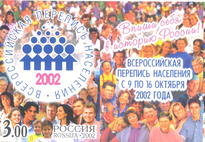 ВСЕРОССИЙСКАЯ ПЕРЕПИСЬ НАСЕЛЕНИЯ
2002
Впиши себя
в историю России!
ВСЕРОССИЙСКАЯ
ПЕРЕПИСЬ НАСЕЛЕНИЯ
С 9 ПО 16 ОКТЯБРЯ
2002 ГОДА
3.00
РОССИЯ
ROSSIJA · 2002